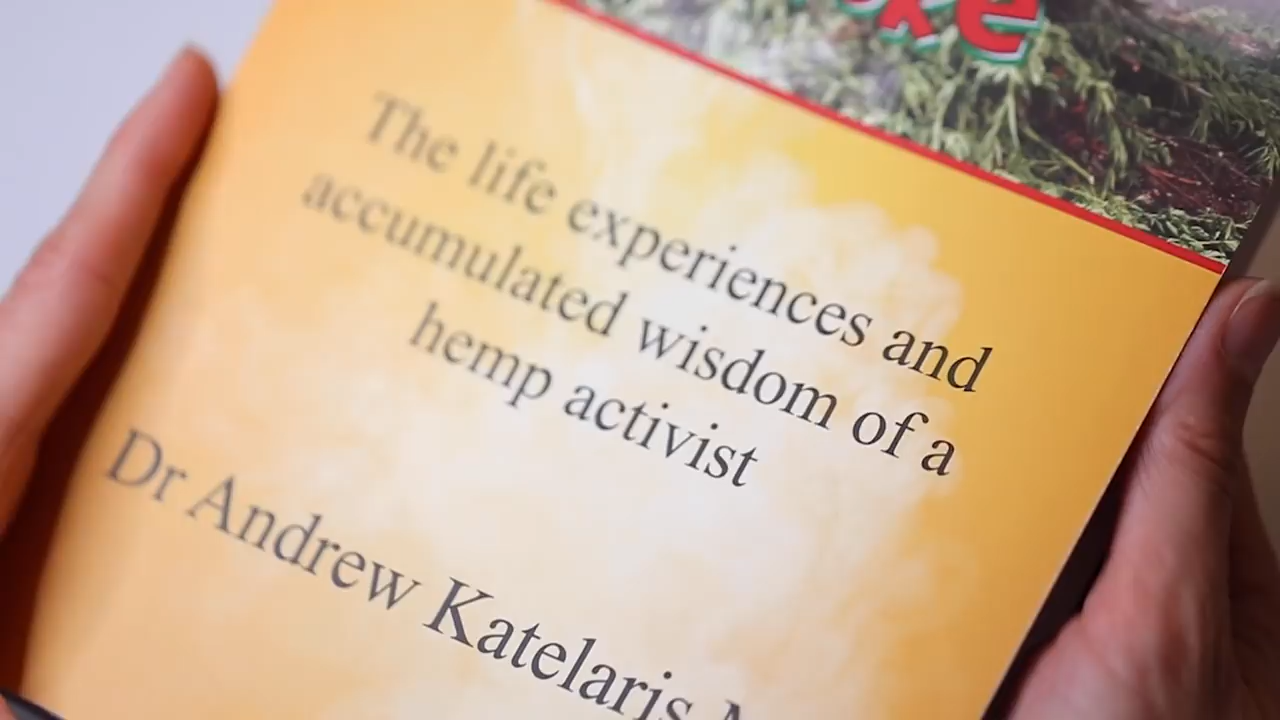 The life experiences and
accumulated wisdom of a
hemp activist
Dr Andrew Katelaris